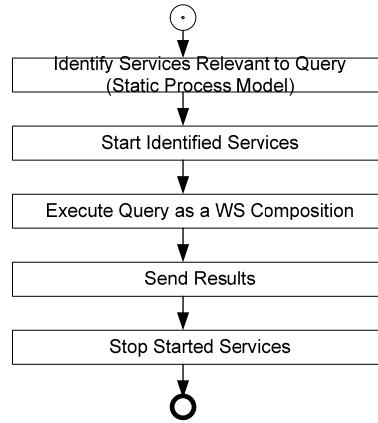 Identify Services Relevant to Query
(Static Process Model)
Start Identified Services
Execute Query as a WS Composition
Send Results
Stop Started Services